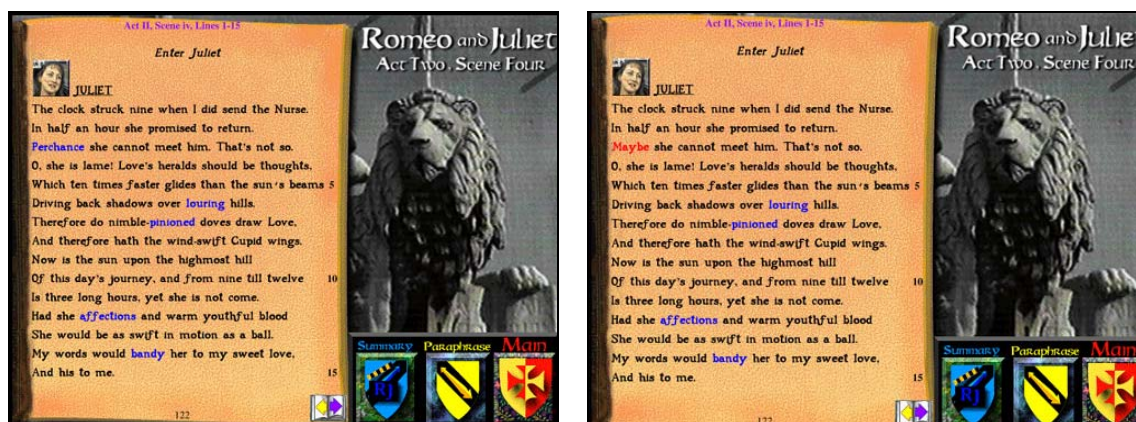 Act II, Scene iv, Lines 1-15
Enter Juliet
JULIET
The clock struck nine when I did send the Nurse.
In half an hour she promised to return.
Perchance she cannot meet him. That's not so.
O, she is lame! Love's heralds should be thoughts,
Which ten times faster glides than the sun's beams 5
Driving back shadows over louring hills.
Therefore do nimble-pinioned doves draw Love,
And therefore hath the wind-swift Cupid wings.
Now is the sun upon the highmost hill
Of this day's journey, and from nine till twelve 10
Is three long hours, yet she is not come.
Had she affections and warm youthful blood
She would be as swift in motion as a ball.
My words would bandy her to my sweet love,
And his to me. 15
122
Romeo and Juliet
Act Two, Scene Four
Summary Paraphrase Main
RJ
Act II, Scene iv, Lines 1-15
Enter Juliet
JULIET
The clock struck nine when I did send the Nurse.
In half an hour she promised to return.
Maybe she cannot meet him. That's not so.
O, she is lame! Love's heralds should be thoughts,
Which ten times faster glides than the sun's beams 5
Driving back shadows over louring hills.
Therefore do nimble-pinioned doves draw Love,
And therefore hath the wind-swift Cupid wings.
Now is the sun upon the highmost hill
Of this day's journey, and from nine till twelve 10
Is three long hours, yet she is not come.
Had she affections and warm youthful blood
She would be as swift in motion as a ball.
My words would bandy her to my sweet love,
And his to me. 15
122
Romeo and Julie
Act Two, Scene Four
Summary Paraphrase Main
RJ